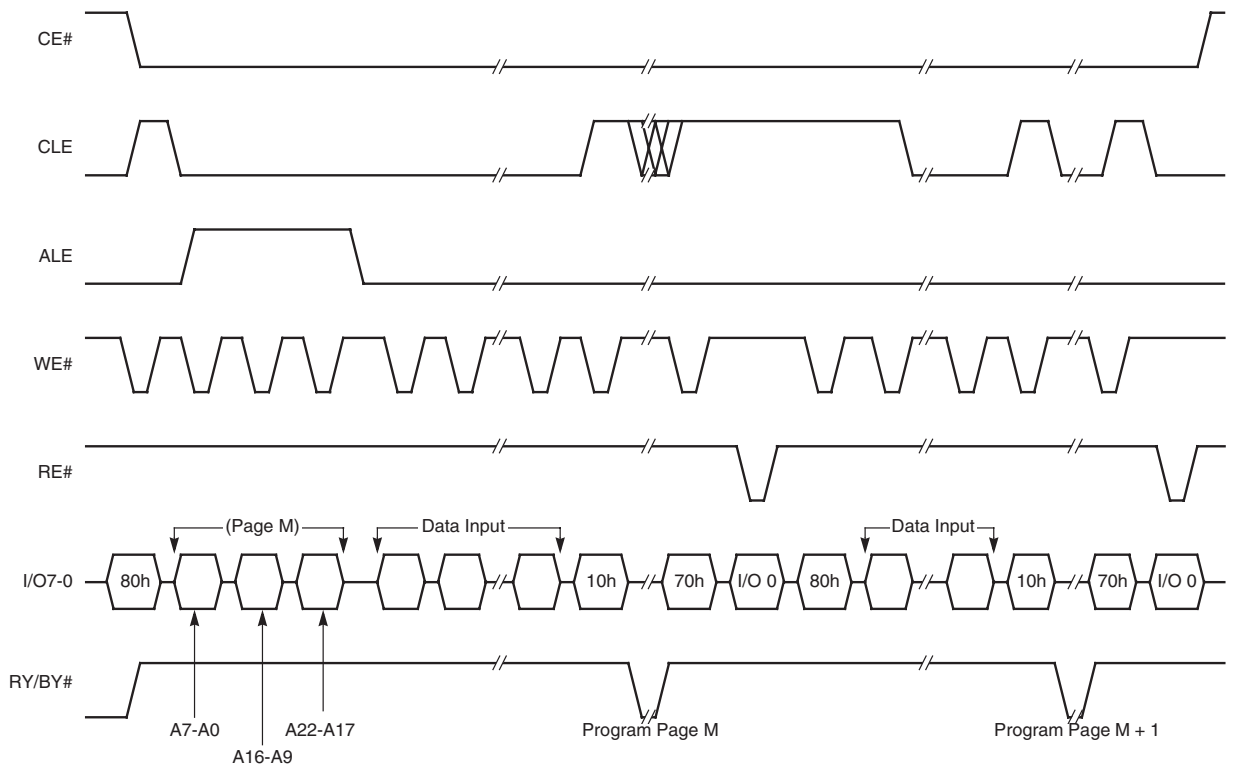 CE#
CLE
ALE
WE#
RE#
(Page M) Data Input Data Input
I/O7-0 80h 10h 70h I/O 0 80h 10h 70h I/O 0
RY/BY#
A7-A0 A22-A17 Program Page M Program Page M + 1
A16-A9